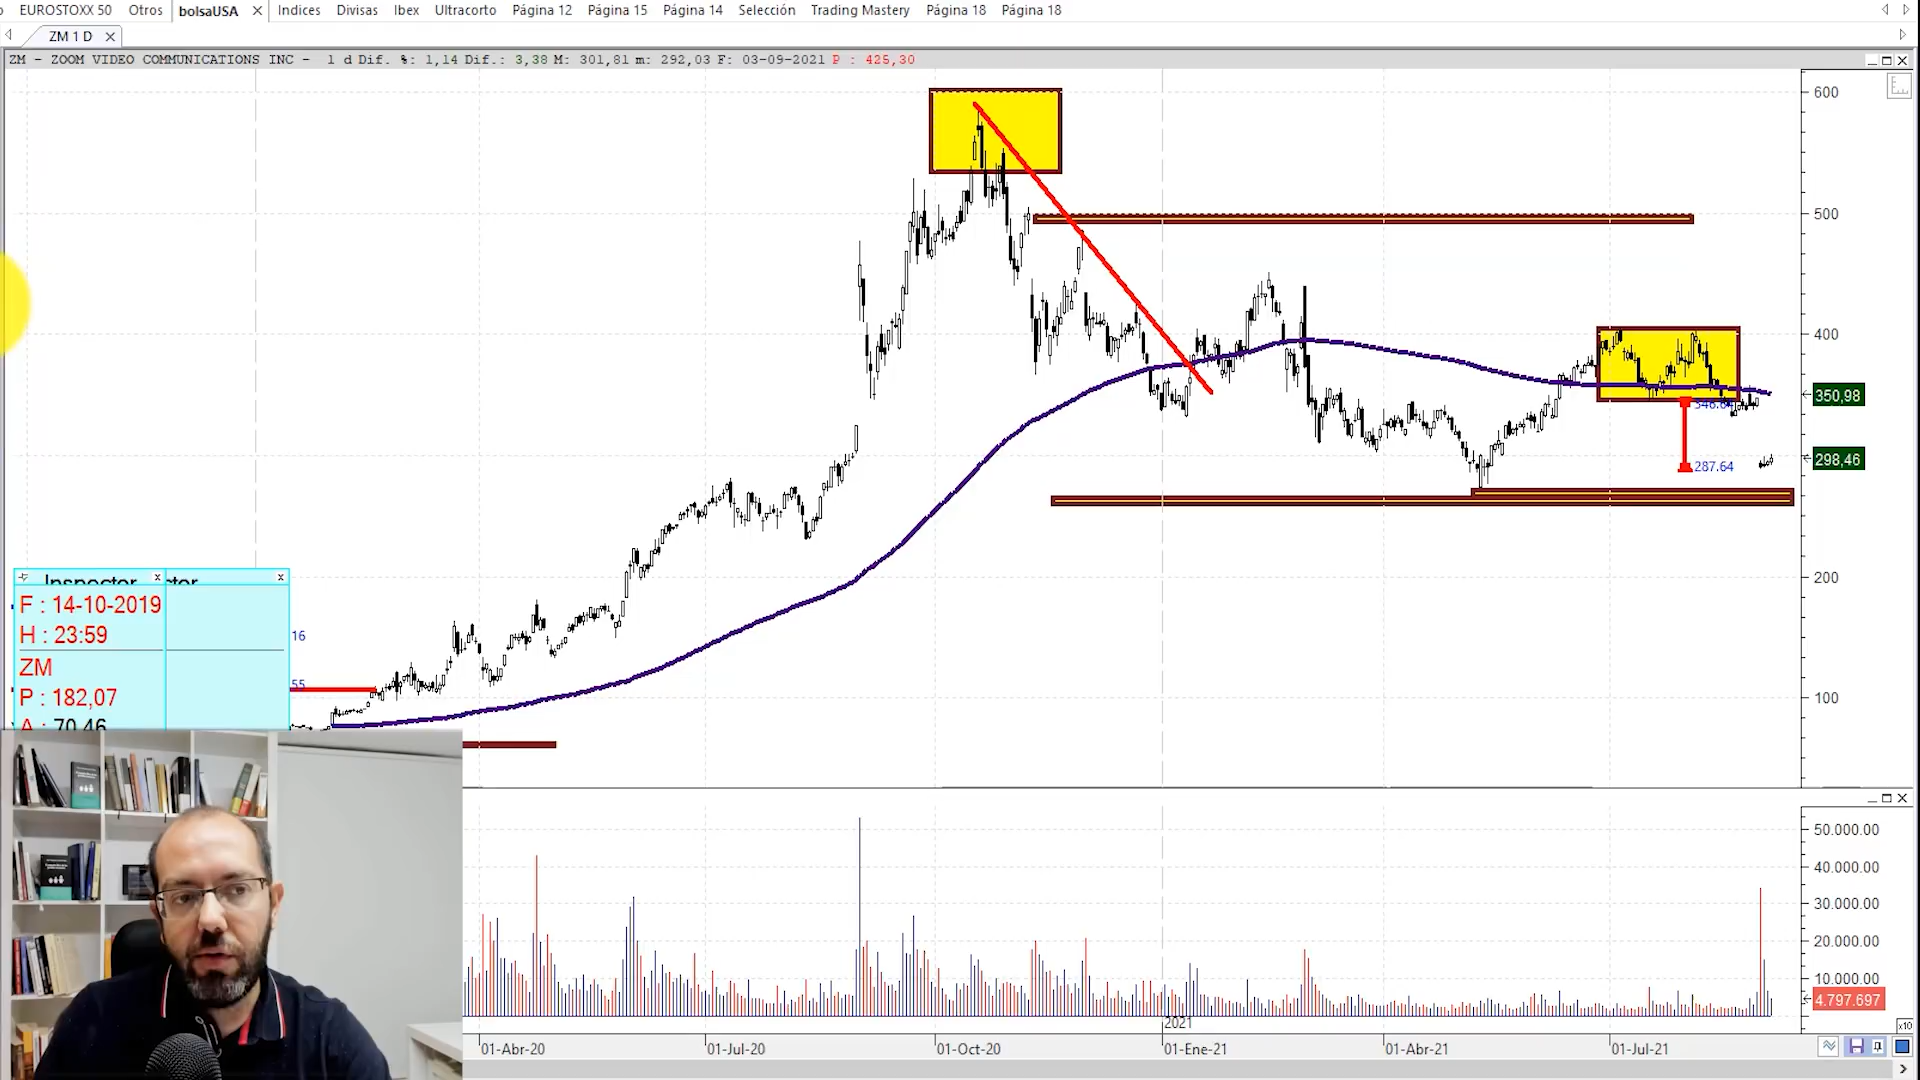 EUROSTOXX 50 Otros bolsaUSA Indices Divisas Ibex Ultracorto Página 12 Página 15 Página 14 Selección Trading Mastery Página 18 Página 18
ZM 1 D
ZM - ZOOM VIDEO COMMUNICATIONS INC - 1 d Dif. %: 1,14 Dif.: 3,38 M: 301,81 m: 292,03 F: 03-09-2021 P : 425,30
600
500
400
350,98
287.64
298,46
200
100
Inspector
F : 14-10-2019
H : 23:59
ZM
P : 182,07
A : 70,46
16
55
50.000.00
40.000.00
30.000.00
20.000.00
10.000.00
4.797.697
x10
2021
01-Abr-20 01-Jul-20 01-Oct-20 01-Ene-21 01-Abr-21 01-Jul-21